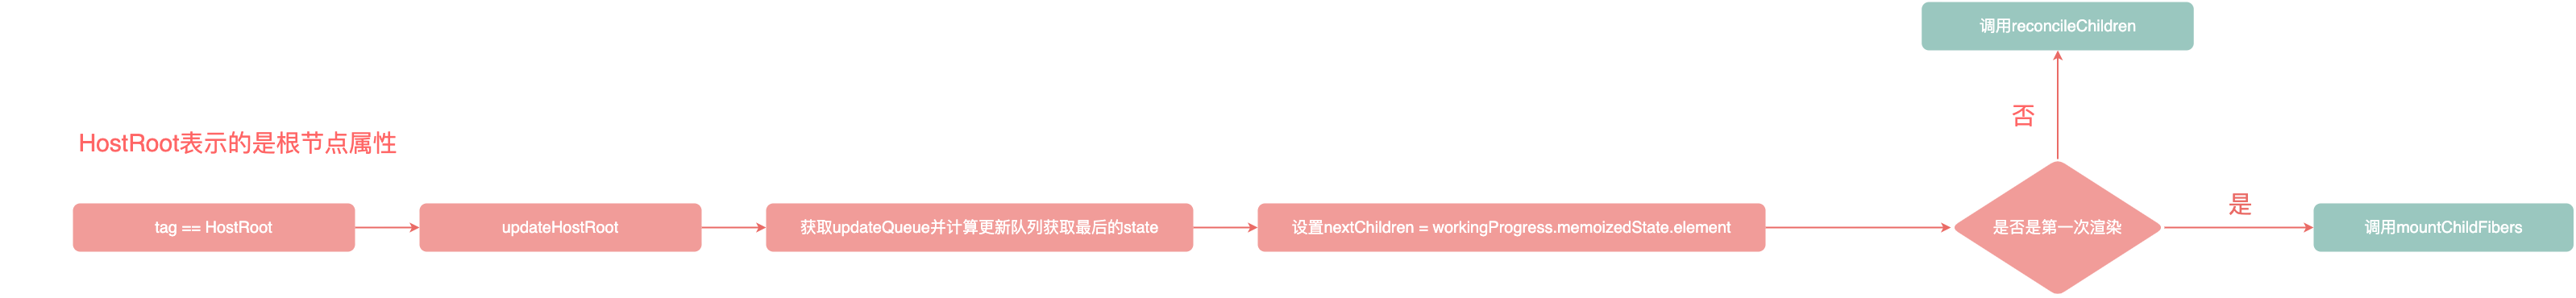 调用reconcileChildren
否
HostRoot表示的是根节点属性
是
tag == HostRoot
updateHostRoot
获取updateQueue并计算更新队列获取最后的state
设置nextChildren = workingProgress.memoizedState.element
是否是第一次渲染
调用mountChildFibers